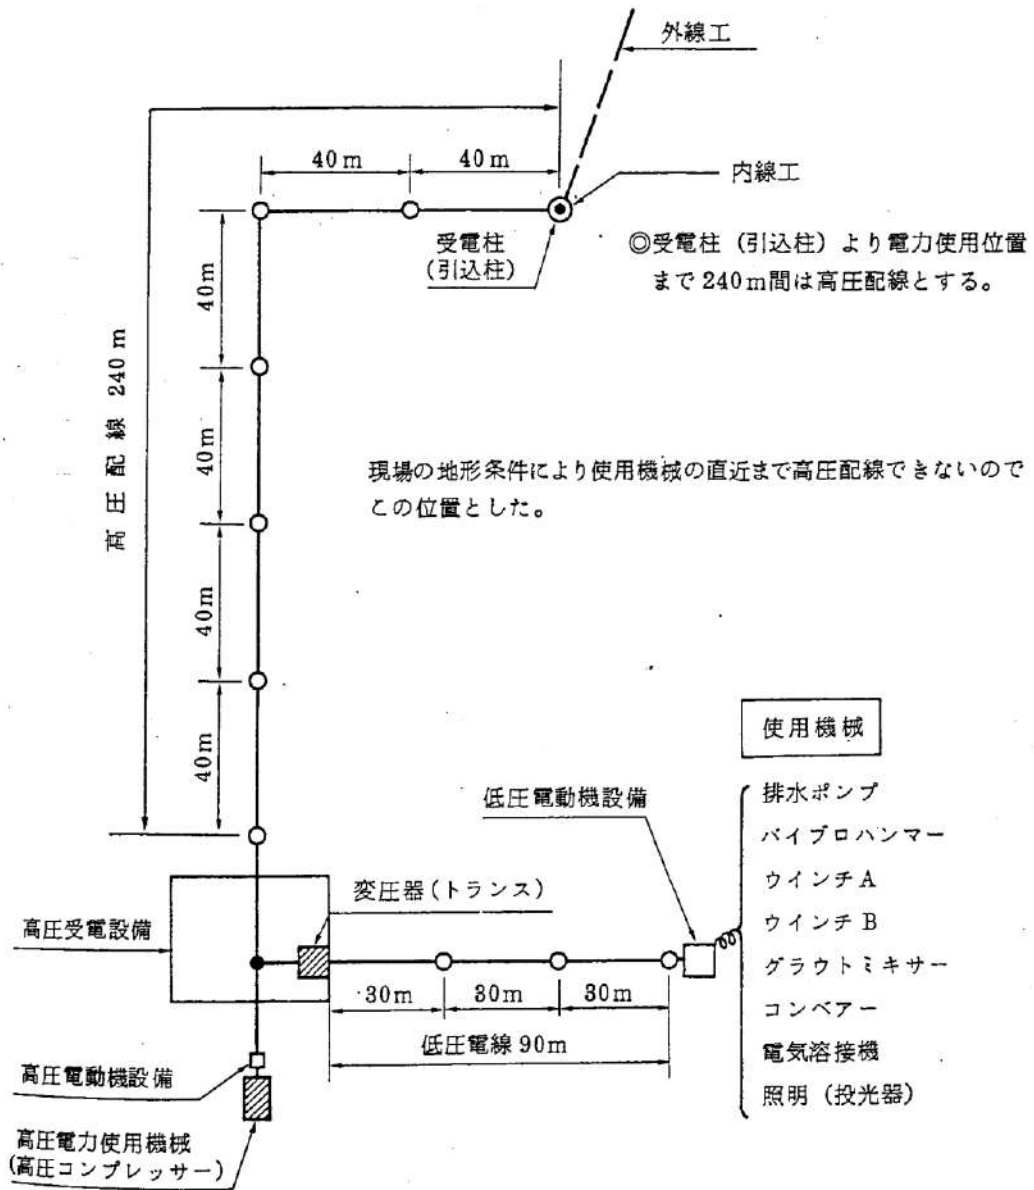 外線工
40m
40m
内線工
受電柱
(引込柱)
◎受電柱(引込柱)より電力使用位置
まで240m間は高圧配線とする。
40m
高圧配線 240m
40m
現場の地形条件により使用機械の直近まで高圧配線できないので
この位置とした。
40m
40m
使用機械
低圧電動機設備
排水ポンプ
バイブロハンマー
変圧器(トランス)
ウインチA
高圧受電設備
ウインチB
グラウトミキサー
30m
30m
30m
コンベアー
低圧電線90m
電気溶接機
高圧電動機設備
照明(投光器)
高圧電力使用機械
(高圧コンプレッサー)